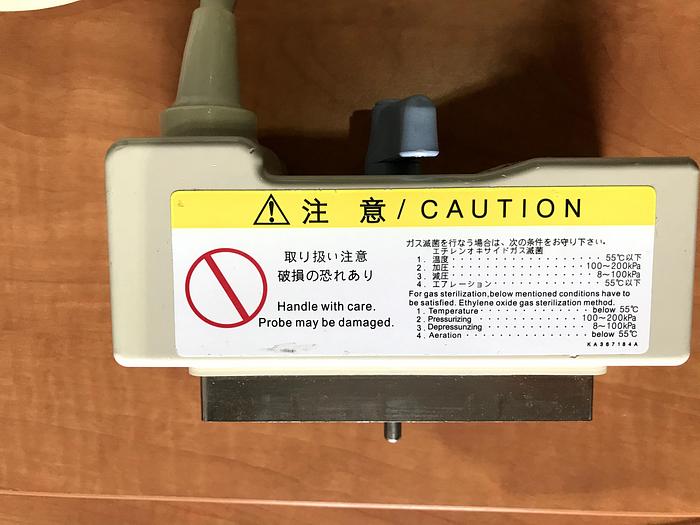 注 意 / CAUTION
取り扱い注意
破損の恐れあり
Handle with care.
Probe may be damaged.
ガス滅菌を行なう場合は、次の条件をお守り下さい。
エチレンオキサイドガス滅菌
1. 温度 · · · · · · · · · · · · · · · 55℃以下
2. 加圧 · · · · · · · · · · · · · 100~200kPa
3. 減圧 · · · · · · · · · · · · · · 8~100kPa
4. エアレーション · · · · · · · · · 55℃以下
For gas sterilization,below mentioned conditions have to
be satisfied. Ethylene oxide gas sterilization method.
1. Temperature · · · · · · · · · · below 55℃
2. Pressurizing · · · · · · · · · 100~200kPa
3. Depressunzing · · · · · · · · · 8~100kPa
4. Aeration · · · · · · · · · · · · below 55℃
KA367184A